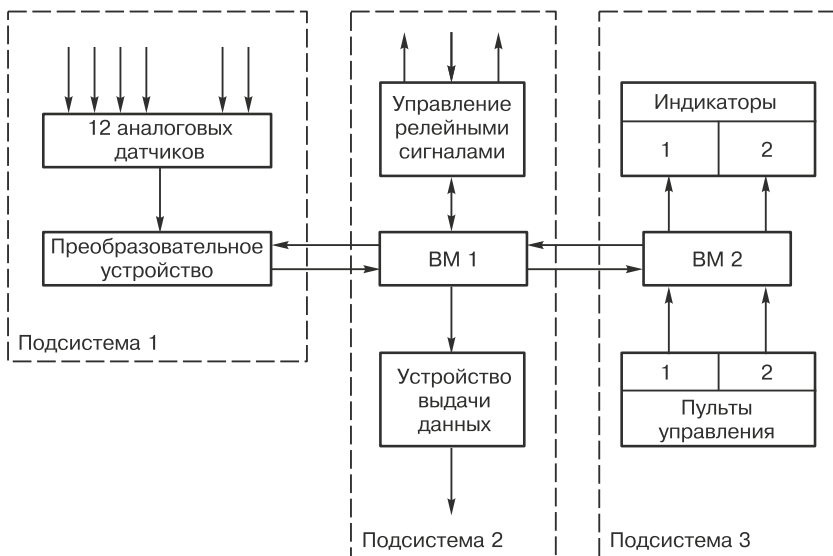 12 аналоговых
датчиков
Преобразовательное
устройство
Подсистема 1
Управление
релейными
сигналами
ВМ 1
Устройство
выдачи
данных
Подсистема 2
Индикаторы
1 2
ВМ 2
1 2
Пульты
управления
Подсистема 3